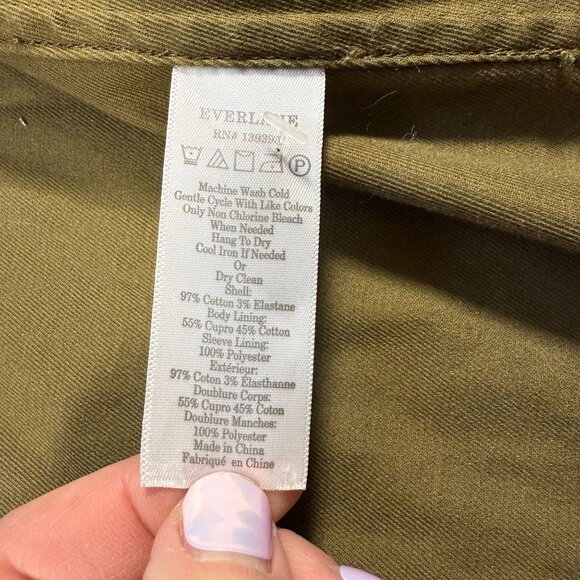 EVERLANE
RN# 139393
P
Machine Wash Cold
Gentle Cycle With Like Colors
Only Non Chlorine Bleach
When Needed
Hang To Dry
Cool Iron If Needed
Or
Dry Clean
Shell:
97% Cotton 3% Elastane
Body Lining:
55% Cupro 45% Cotton
Sleeve Lining:
100% Polyester
Extérieur:
97% Coton 3% Elasthanne
Doublure Corps:
55% Cupro 45% Coton
Doublure Manches:
100% Polyester
Made in China
Fabriqué en Chine